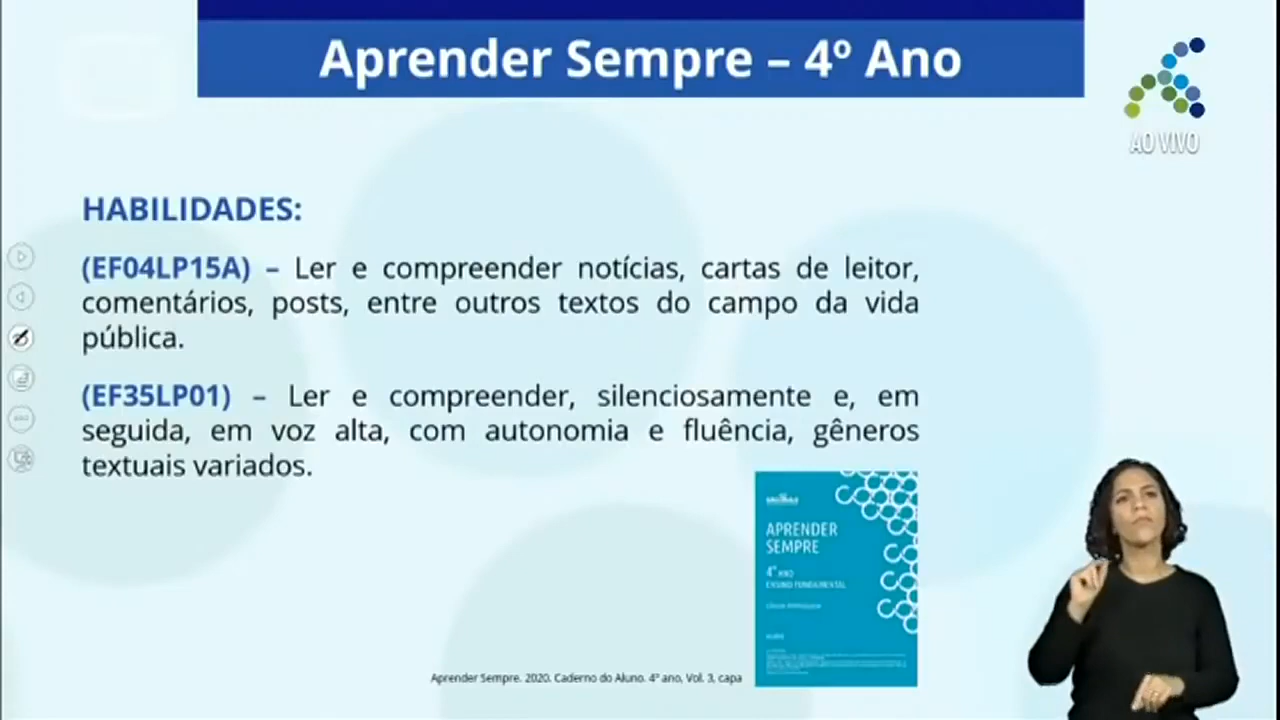 Aprender Sempre – 4º Ano
AO VIVO
HABILIDADES:
(EF04LP15A) – Ler e compreender notícias, cartas de leitor,
comentários, posts, entre outros textos do campo da vida
pública.
(EF35LP01) – Ler e compreender, silenciosamente e, em
seguida, em voz alta, com autonomia e fluência, gêneros
textuais variados.
APRENDER
SEMPRE
4º ANO
ENSINO FUNDAMENTAL
Aprender Sempre. 2020. Caderno do Aluno. 4º ano, Vol. 3, capa